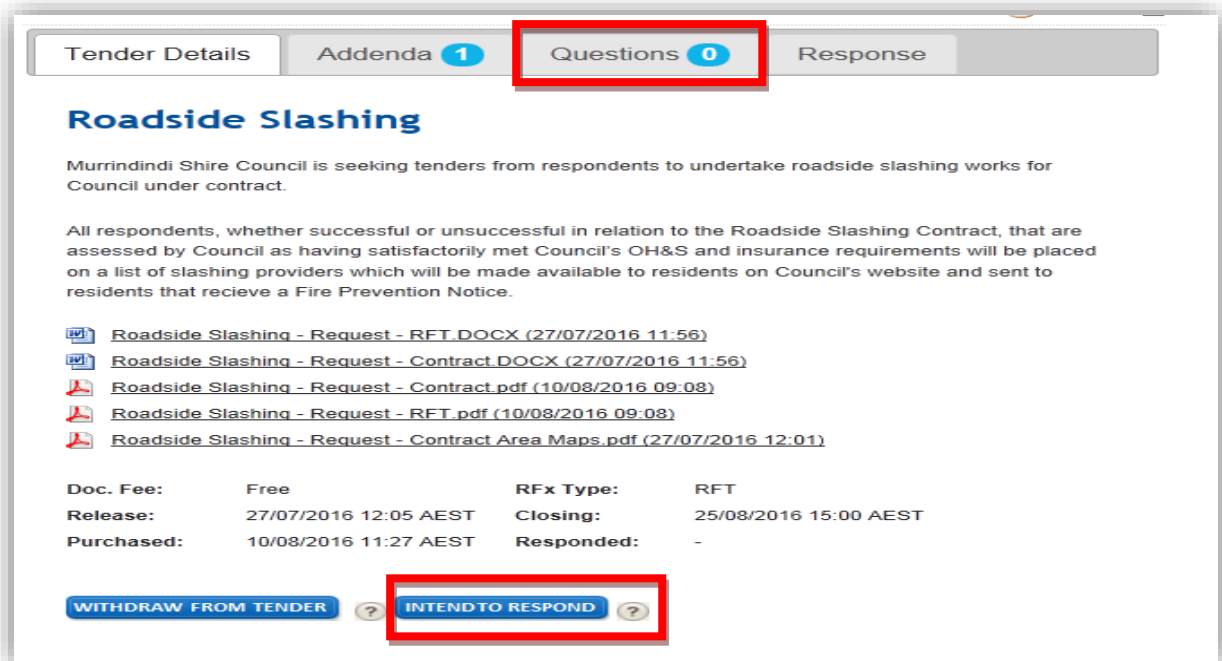 Tender Details Addenda 1 Questions 0 Response
Roadside Slashing
Murrindindi Shire Council is seeking tenders from respondents to undertake roadside slashing works for
Council under contract.
All respondents, whether successful or unsuccessful in relation to the Roadside Slashing Contract, that are
assessed by Council as having satisfactorily met Council's OH&S and insurance requirements will be placed
on a list of slashing providers which will be made available to residents on Council's website and sent to
residents that recieve a Fire Prevention Notice.
Roadside Slashing - Request - RFT.DOCX (27/07/2016 11:56)
Roadside Slashing - Request - Contract.DOCX (27/07/2016 11:56)
Roadside Slashing - Request - Contract.pdf (10/08/2016 09:08)
Roadside Slashing - Request - RFT.pdf (10/08/2016 09:08)
Roadside Slashing - Request - Contract Area Maps.pdf (27/07/2016 12:01)
Doc. Fee: Free RFx Type: RFT
Release: 27/07/2016 12:05 AEST Closing: 25/08/2016 15:00 AEST
Purchased: 10/08/2016 11:27 AEST Responded: -
WITHDRAW FROM TENDER ? INTEND TO RESPOND ?